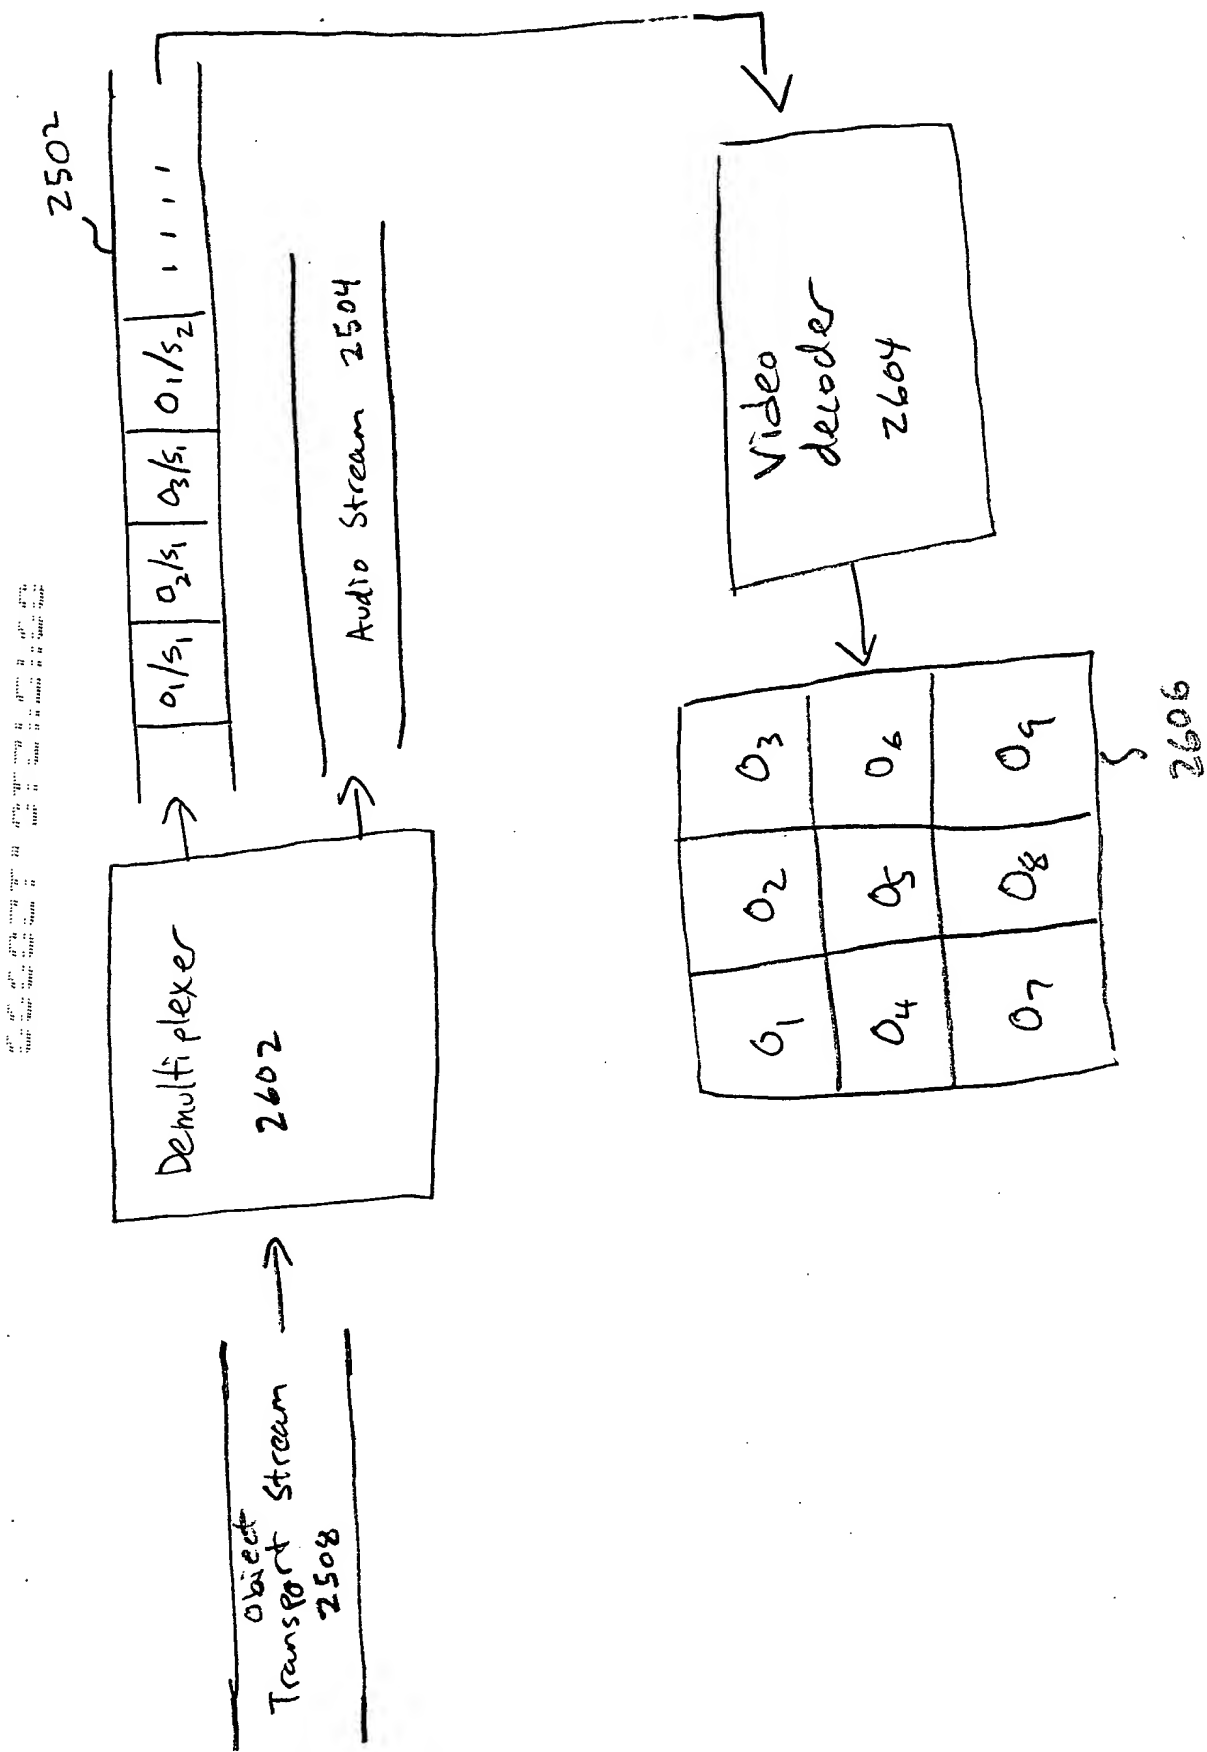 2502
O1/S1 O2/S1 O3/S1 O1/S2
Audio Stream 2504
Demultiplexer
2602
Object
Transport Stream
2508
Video
decoder
2604
O1 O2 O3
O4 O5 O6
O7 O8 O9
2606